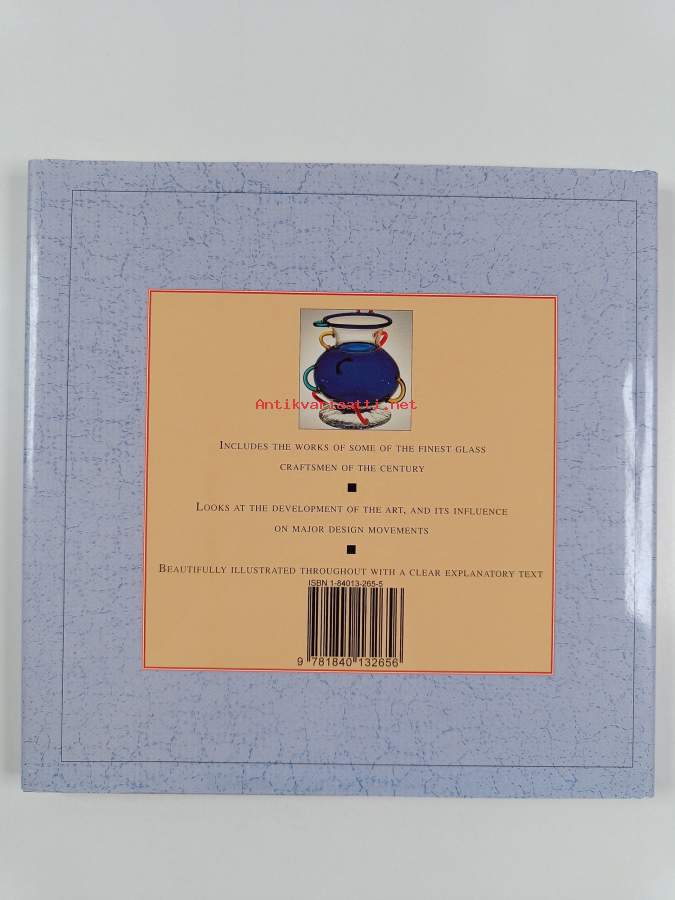 Antikvariaatti.net
INCLUDES THE WORKS OF SOME OF THE FINEST GLASS
CRAFTSMEN OF THE CENTURY
LOOKS AT THE DEVELOPMENT OF THE ART, AND ITS INFLUENCE
ON MAJOR DESIGN MOVEMENTS
BEAUTIFULLY ILLUSTRATED THROUGHOUT WITH A CLEAR EXPLANATORY TEXT
ISBN 1-84013-265-5
9 781840 132656